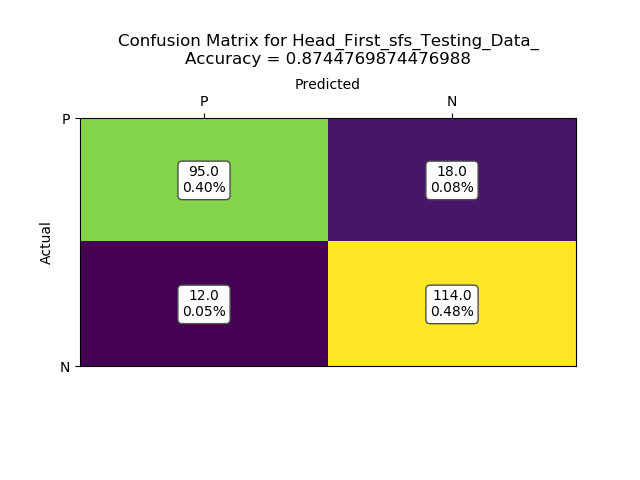 Confusion Matrix for Head_First_sfs_Testing_Data_
Accuracy = 0.8744769874476988
Predicted
P N
P
95.0
0.40%
18.0
0.08%
Actual
12.0
0.05%
114.0
0.48%
N